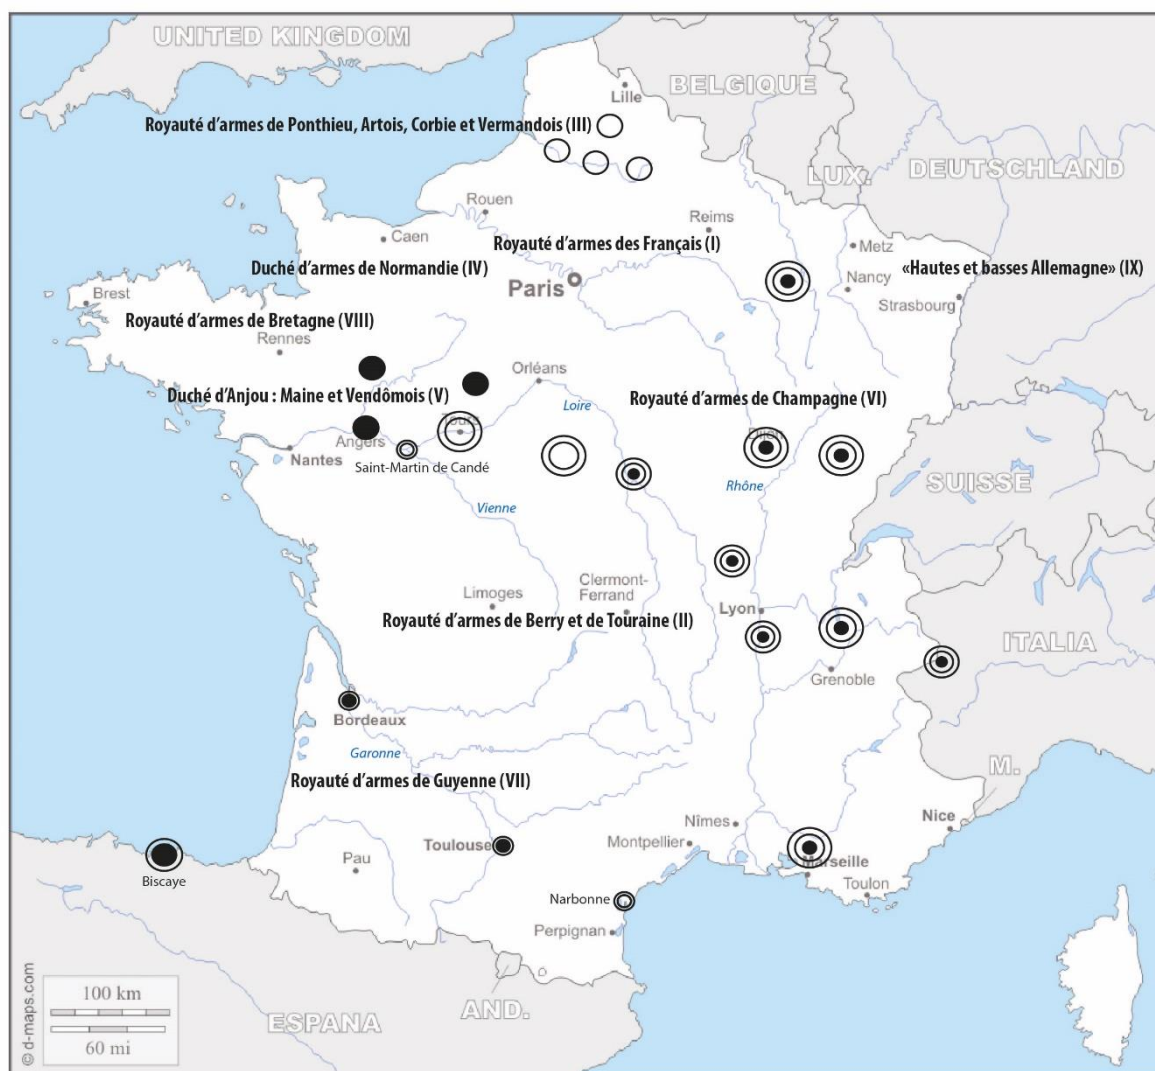 UNITED KINGDOM
BELGIQUE
Lille
Royauté d'armes de Ponthieu, Artois, Corbie et Vermandois (III)
LUX.
DEUTSCHLAND
Rouen
Reims
Caen
Royauté d'armes des Français (I)
Metz
Duché d'armes de Normandie (IV)
«Hautes et basses Allemagne» (IX)
Paris
Nancy
Brest
Strasbourg
Royauté d'armes de Bretagne (VIII)
Rennes
Orléans
Duché d'Anjou : Maine et Vendômois (V)
Loire
Royauté d'armes de Champagne (VI)
Tours
Dijon
Angers
Nantes
Saint-Martin de Candé
Rhône
SUISSE
Vienne
Clermont-
Ferrand
Limoges
Lyon
Royauté d'armes de Berry et de Touraine (II)
ITALIA
Grenoble
Bordeaux
Garonne
Royauté d'armes de Guyenne (VII)
M.
Nîmes
Nice
Toulouse
Montpellier
Pau
Marseille
Biscaye
Toulon
Narbonne
Perpignan
© d-maps.com
100 km
60 mi
ESPANA
AND.